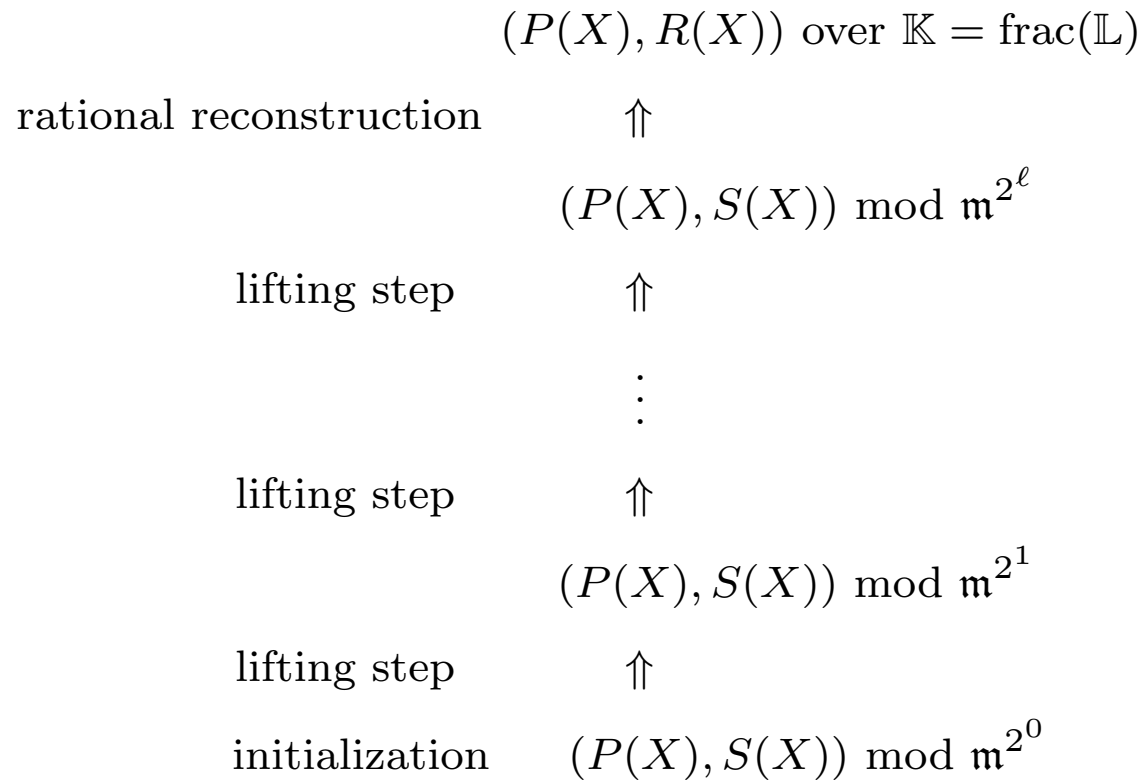 (P(X), R(X)) over 𝕂 = frac(𝕃)
rational reconstruction ⇑
(P(X), S(X)) mod 𝔪^{2^ℓ}
lifting step ⇑
⋮
lifting step ⇑
(P(X), S(X)) mod 𝔪^{2^1}
lifting step ⇑
initialization (P(X), S(X)) mod 𝔪^{2^0}